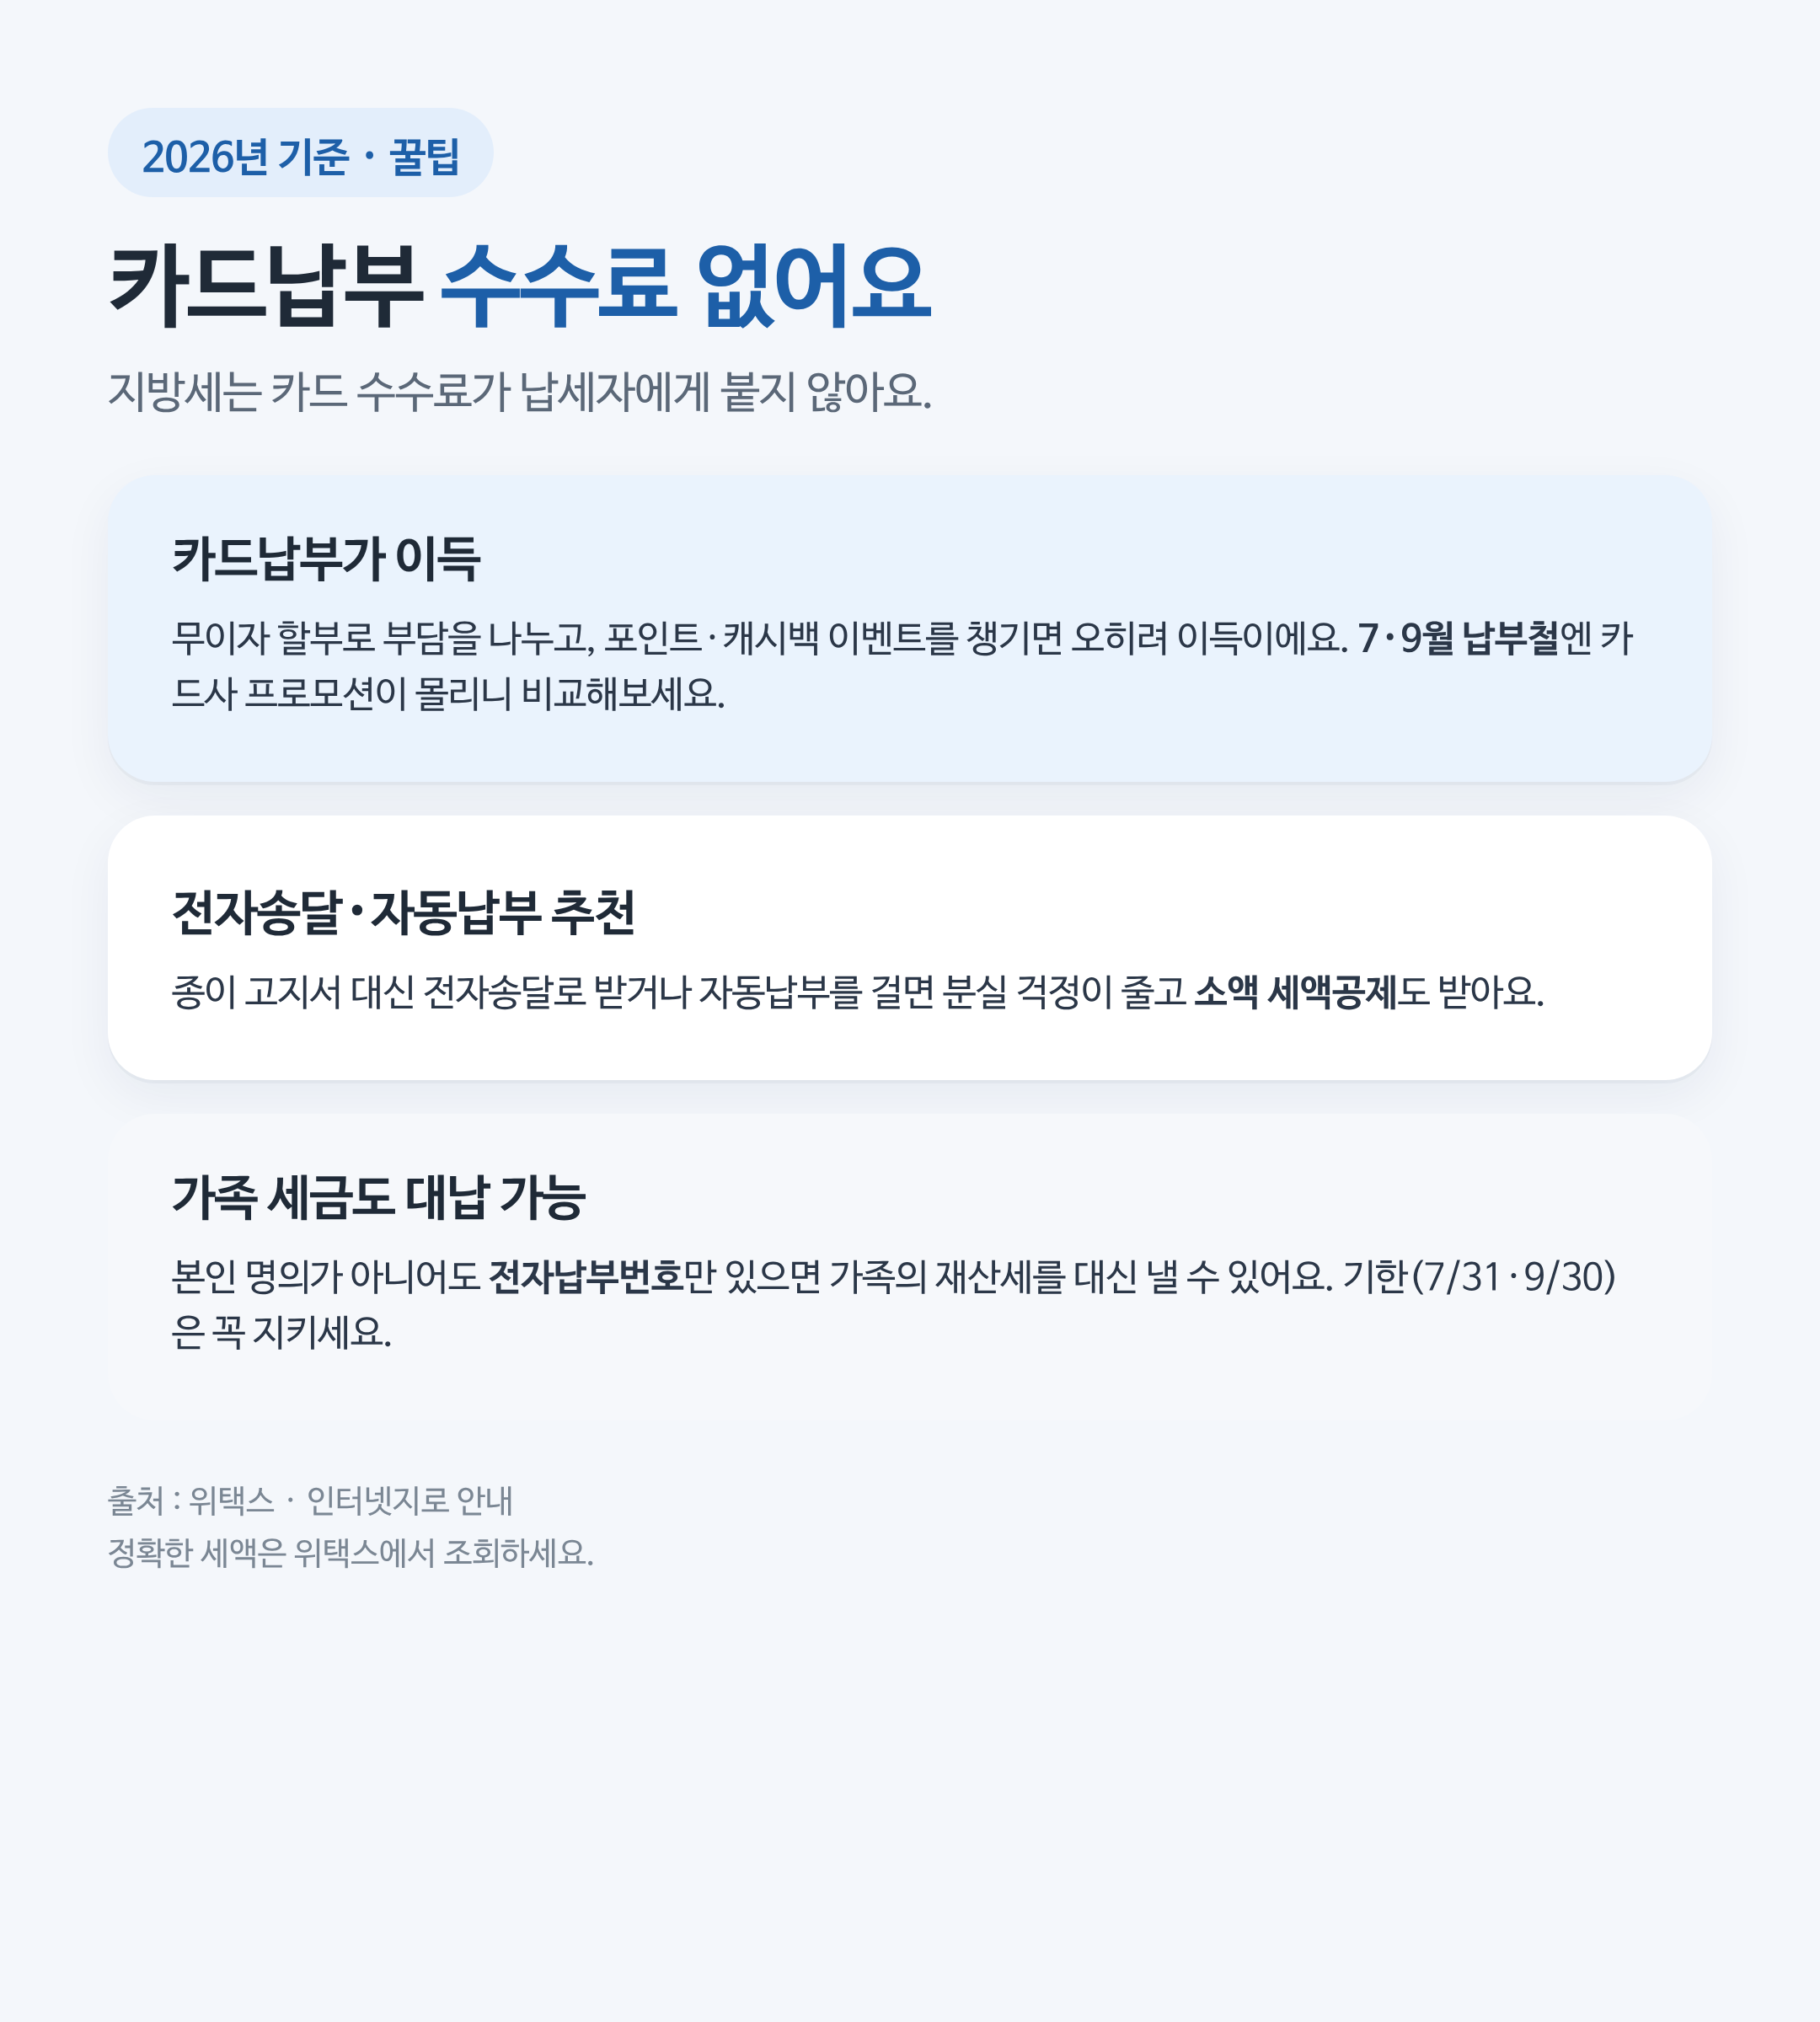 2026년 기준 · 꿀팁
카드납부 수수료 없어요
지방세는 카드 수수료가 납세자에게 붙지 않아요.
카드납부가 이득
무이자 할부로 부담을 나누고, 포인트·캐시백 이벤트를 챙기면 오히려 이득이에요. 7·9월 납부철엔 카
드사 프로모션이 몰리니 비교해보세요.
전자송달·자동납부 추천
종이 고지서 대신 전자송달로 받거나 자동납부를 걸면 분실 걱정이 줄고 소액 세액공제도 받아요.
가족 세금도 대납 가능
본인 명의가 아니어도 전자납부번호만 있으면 가족의 재산세를 대신 낼 수 있어요. 기한(7/31·9/30)
은 꼭 지키세요.
출처 : 위택스 · 인터넷지로 안내
정확한 세액은 위택스에서 조회하세요.